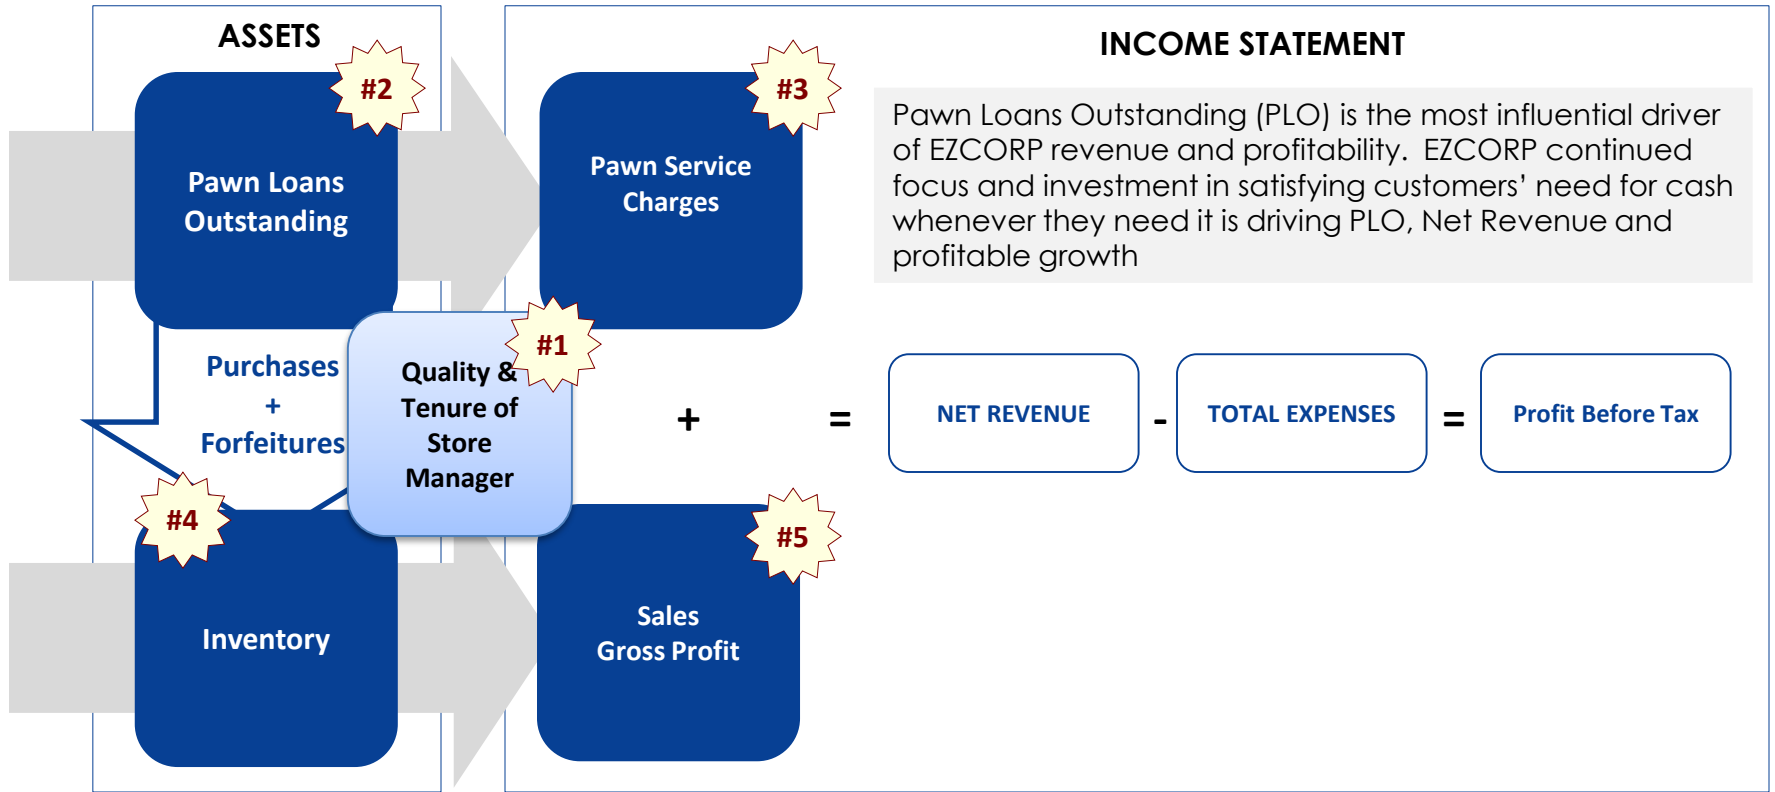 ASSETS
#2
Pawn Loans
Outstanding
Purchases
+
Forfeitures
#4
Inventory
#1
Quality &
Tenure of
Store
Manager
INCOME STATEMENT
#3
Pawn Service
Charges
Pawn Loans Outstanding (PLO) is the most influential driver
of EZCORP revenue and profitability.  EZCORP continued
focus and investment in satisfying customers’ need for cash
whenever they need it is driving PLO, Net Revenue and
profitable growth
+
=
NET REVENUE
-
TOTAL EXPENSES
=
Profit Before Tax
#5
Sales
Gross Profit